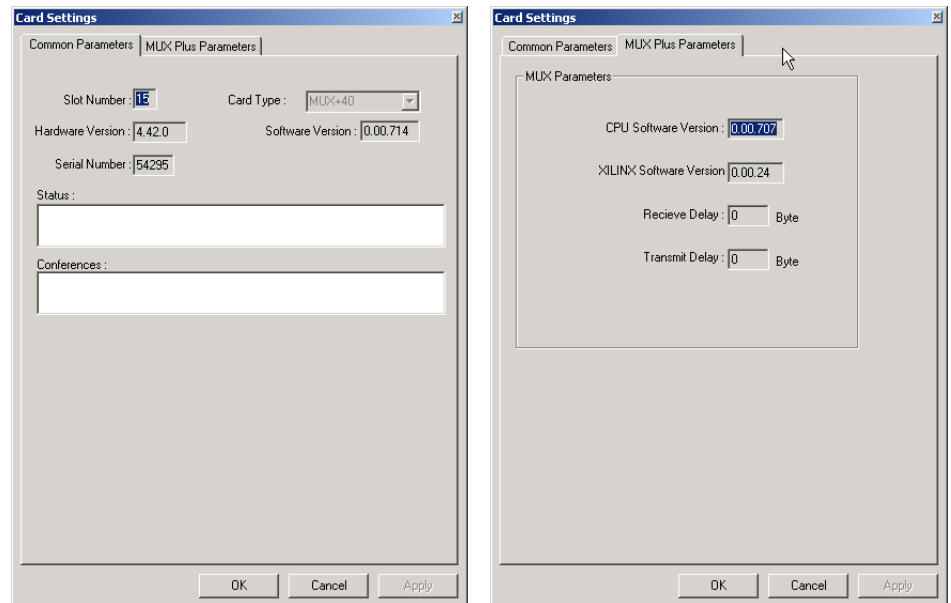 Card Settings
Common Parameters MUX Plus Parameters
Slot Number : 15 Card Type : MUX+40
Hardware Version : 4.42.0 Software Version : 0.00.714
Serial Number : 54295
Status :
Conferences :
OK Cancel Apply
Card Settings
Common Parameters MUX Plus Parameters
MUX Parameters
CPU Software Version : 0.00.707
XILINX Software Version 0.00.24
Recieve Delay : 0 Byte
Transmit Delay : 0 Byte
OK Cancel Apply